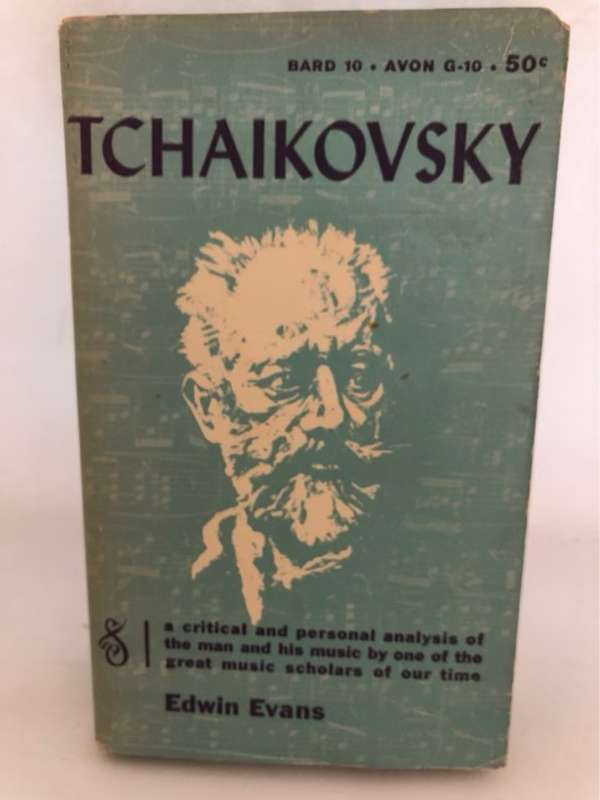 BARD 10 • AVON G-10 • 50c
TCHAIKOVSKY
a critical and personal analysis of
the man and his music by one of the
great music scholars of our time
Edwin Evans